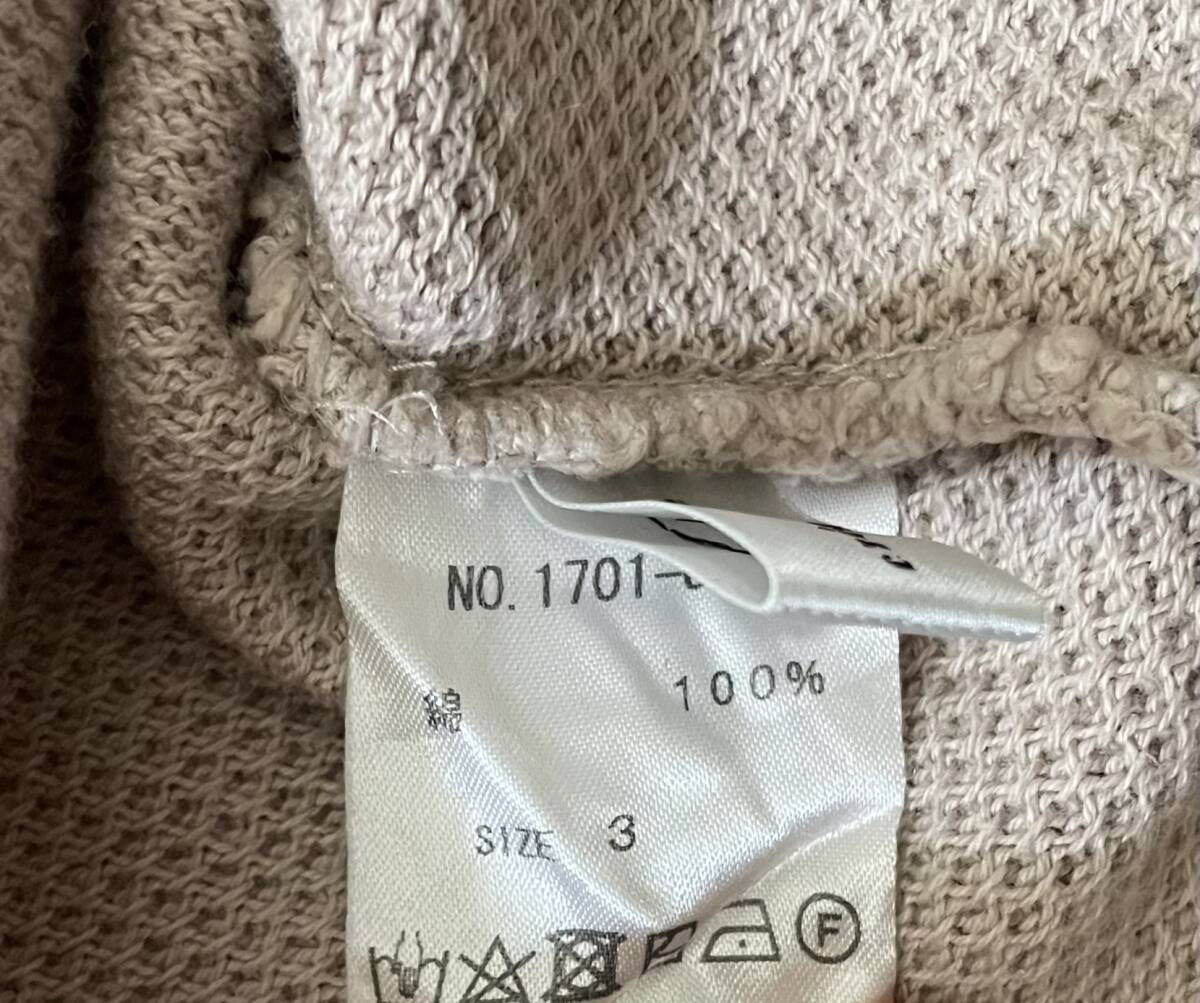 NO. 1701-
綿 100%
SIZE 3
F